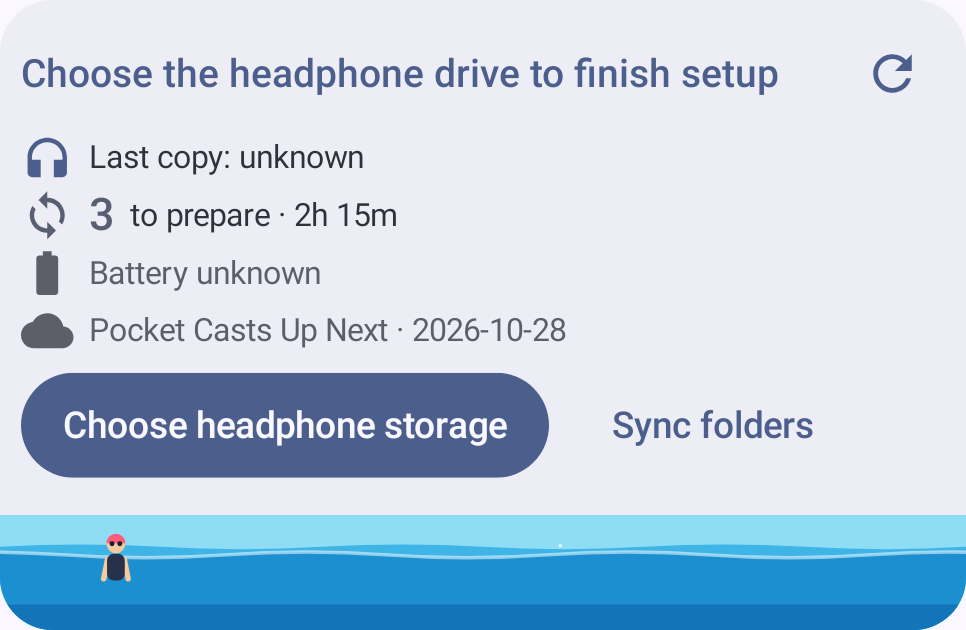 Choose the headphone drive to finish setup
Last copy: unknown
3 to prepare · 2h 15m
Battery unknown
Pocket Casts Up Next · 2026-10-28
Choose headphone storage
Sync folders